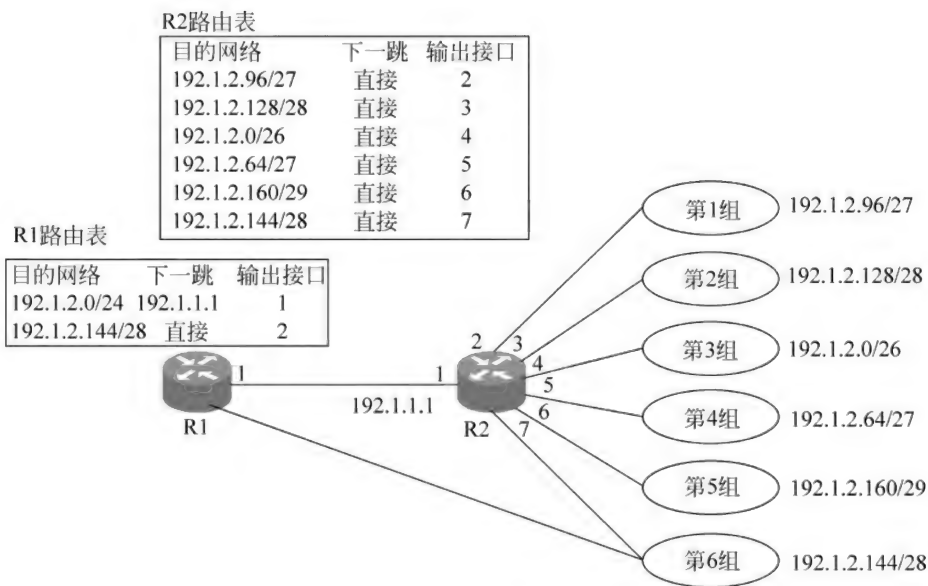 R2路由表
目的网络 下一跳 输出接口
192.1.2.96/27 直接 2
192.1.2.128/28 直接 3
192.1.2.0/26 直接 4
192.1.2.64/27 直接 5
192.1.2.160/29 直接 6
192.1.2.144/28 直接 7
R1路由表
目的网络 下一跳 输出接口
192.1.2.0/24 192.1.1.1 1
192.1.2.144/28 直接 2
第1组 192.1.2.96/27
第2组 192.1.2.128/28
第3组 192.1.2.0/26
第4组 192.1.2.64/27
第5组 192.1.2.160/29
第6组 192.1.2.144/28
2 3
4
1 1 5
192.1.1.1 6
R1 R2 7